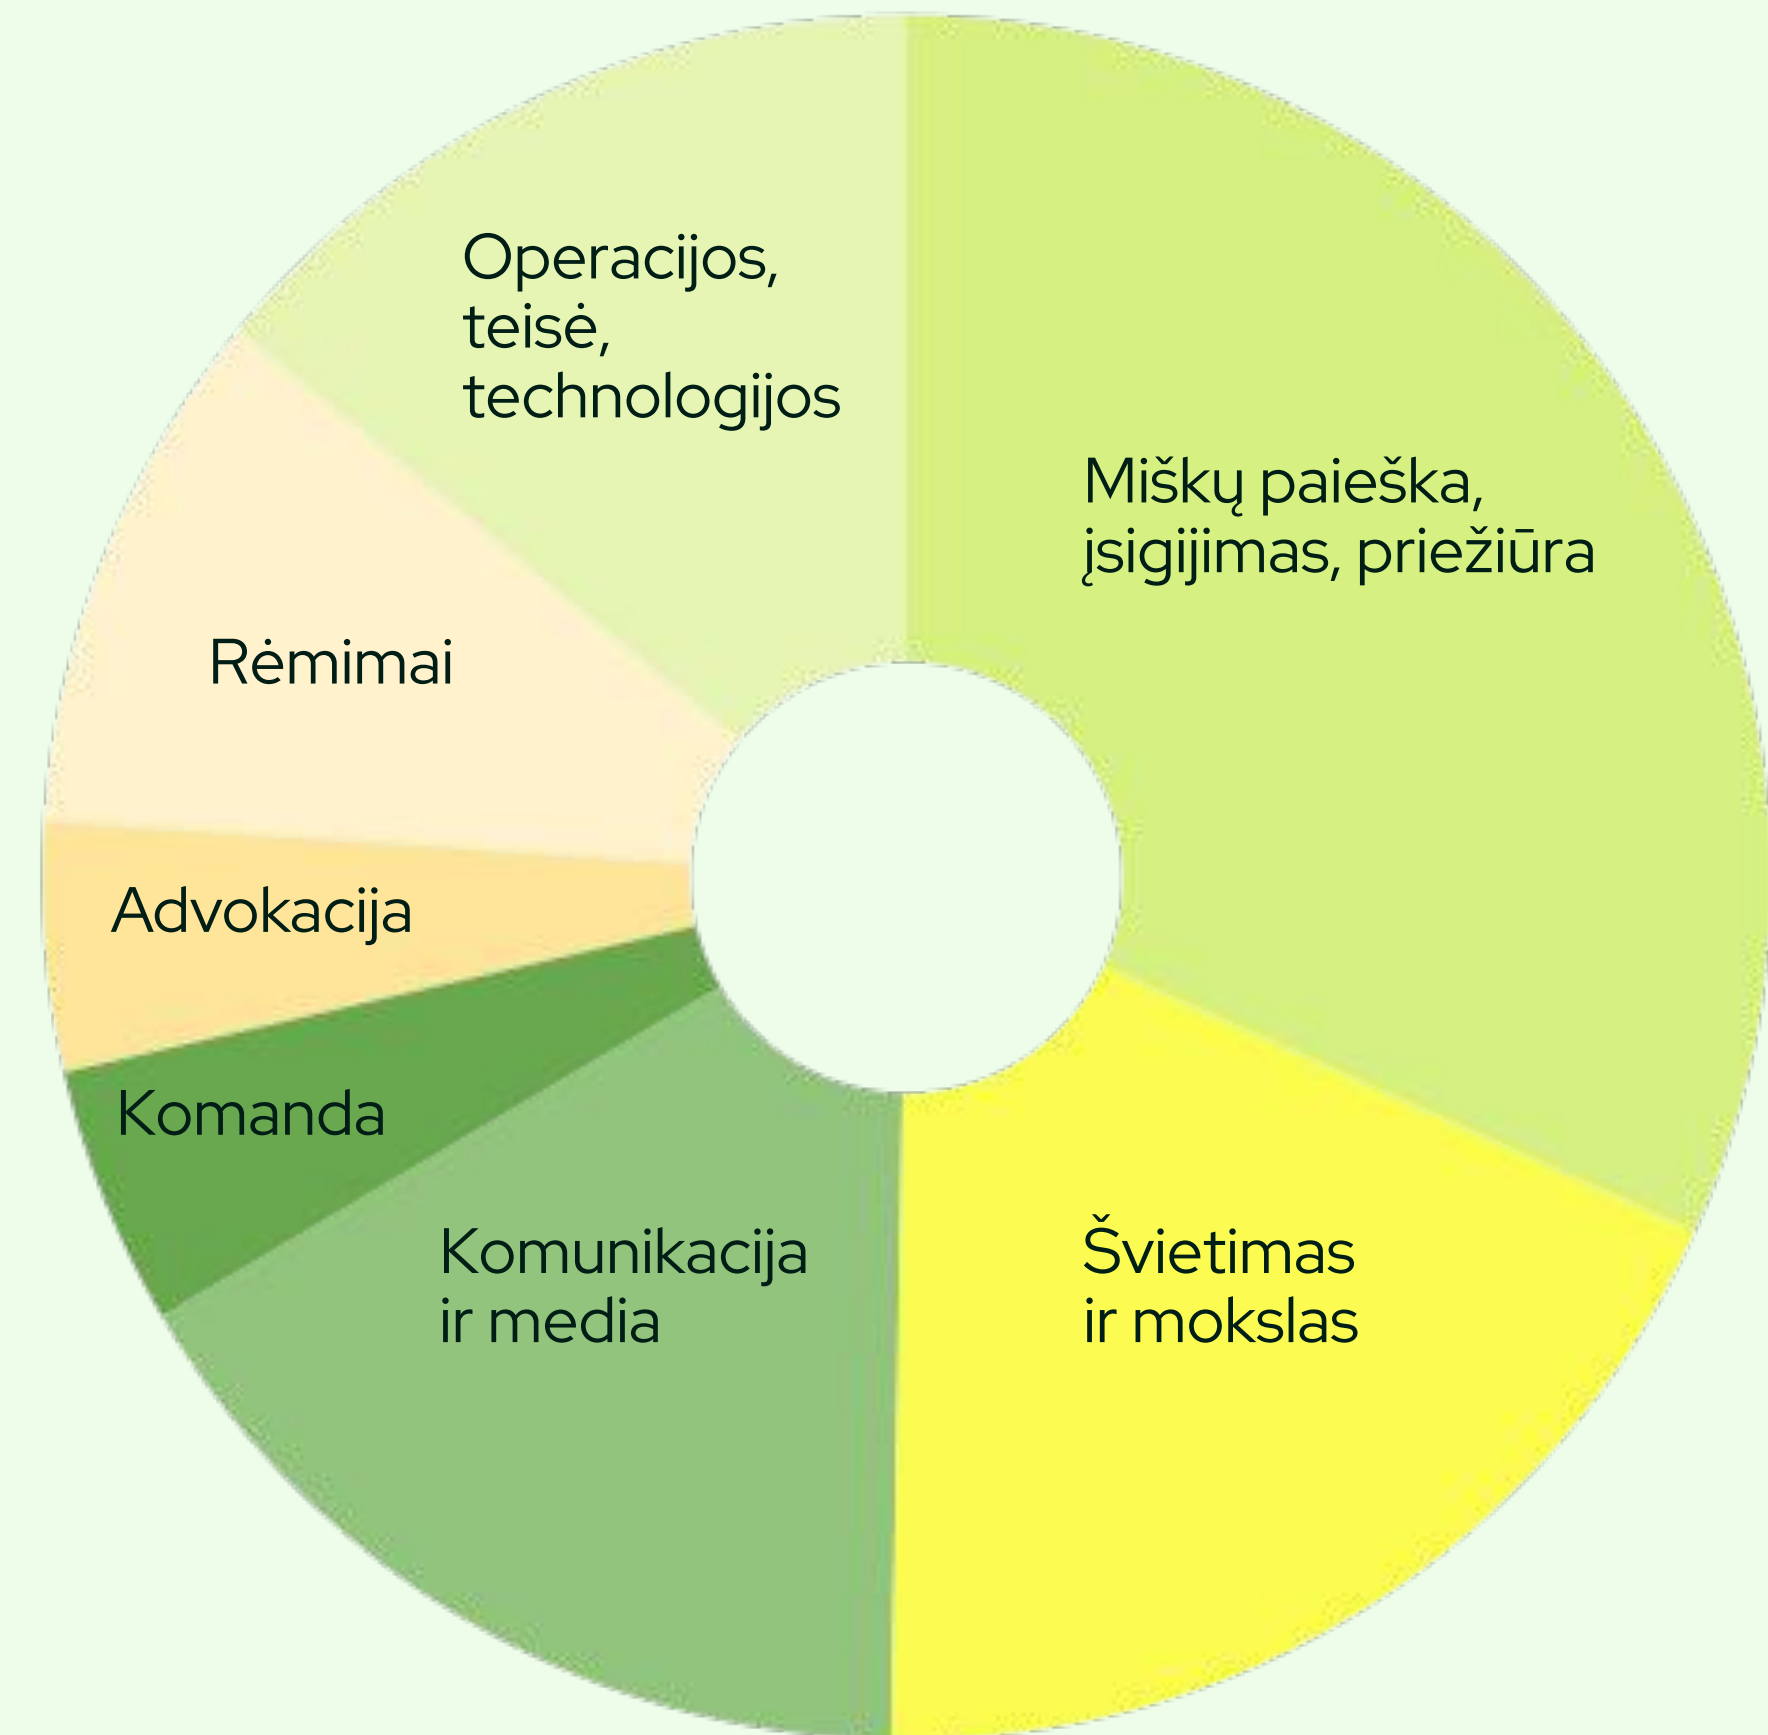 Operacijos,
teisė,
technologijos
Miškų paieška,
įsigijimas, priežiūra
Rėmimai
Advokacija
Komanda
Komunikacija
ir media
Švietimas
ir mokslas